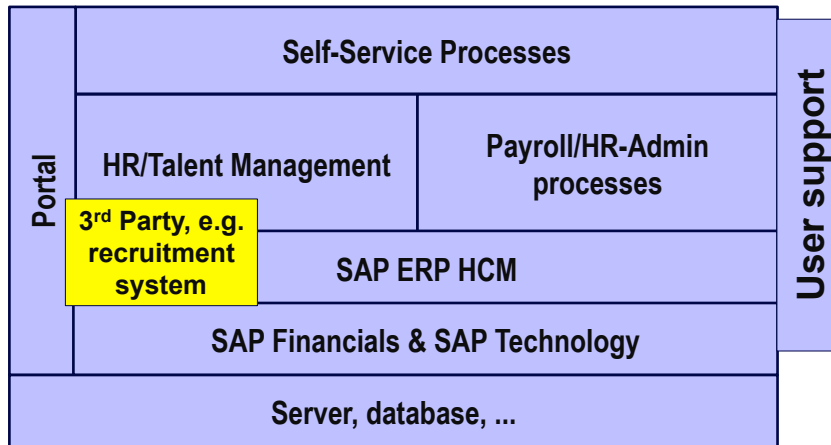 Self-Service Processes
Portal
HR/Talent Management
Payroll/HR-Admin
processes
User support
3rd Party, e.g.
recruitment
system
SAP ERP HCM
SAP Financials & SAP Technology
Server, database, ...